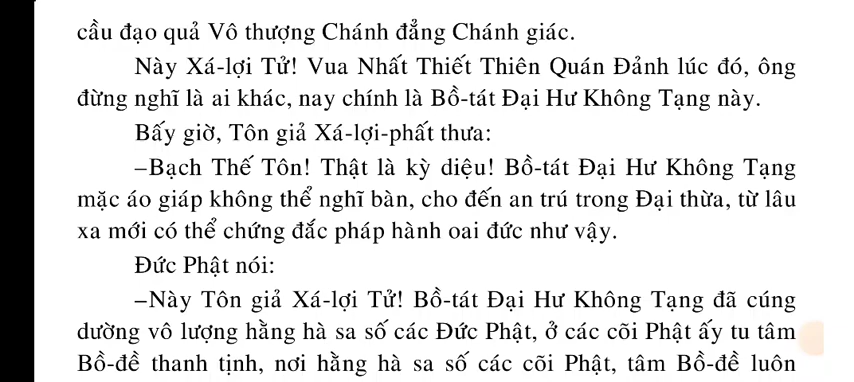 cầu đạo quả Vô thượng Chánh đẳng Chánh giác.
Này Xá-lợi Tử! Vua Nhất Thiết Thiên Quán Đảnh lúc đó, ông
đừng nghĩ là ai khác, nay chính là Bồ-tát Đại Hư Không Tạng này.
Bấy giờ, Tôn giả Xá-lợi-phất thưa:
–Bạch Thế Tôn! Thật là kỳ diệu! Bồ-tát Đại Hư Không Tạng
mặc áo giáp không thể nghĩ bàn, cho đến an trú trong Đại thừa, từ lâu
xa mới có thể chứng đắc pháp hành oai đức như vậy.
Đức Phật nói:
–Này Tôn giả Xá-lợi Tử! Bồ-tát Đại Hư Không Tạng đã cúng
dường vô lượng hằng hà sa số các Đức Phật, ở các cõi Phật ấy tu tâm
Bồ-đề thanh tịnh, nơi hằng hà sa số các cõi Phật, tâm Bồ-đề luôn